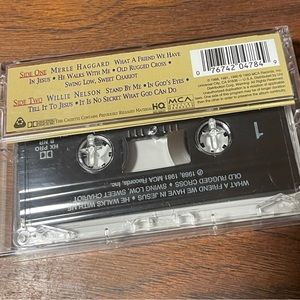 SIDE ONE MERLE HAGGARD WHAT A FRIEND WE HAVE
IN JESUS • HE WALKS WITH ME • OLD RUGGED CROSS •
SWING LOW, SWEET CHARIOT
SIDE TWO WILLIE NELSON STAND BY ME • IN GOD'S EYES •
TELL IT TO JESUS • IT IS NO SECRET WHAT GOD CAN DO
THIS CASSETTE CONTAINS PREVIOUSLY RELEASED MATERIAL
HQ MCA
0 76742 04784 9
1
HX PRO
B NR
WHAT A FRIEND WE HAVE IN JESUS • HE WALKS WITH ME
OLD RUGGED CROSS • SWING LOW, SWEET CHARIOT
1981 MCA Records, Inc.